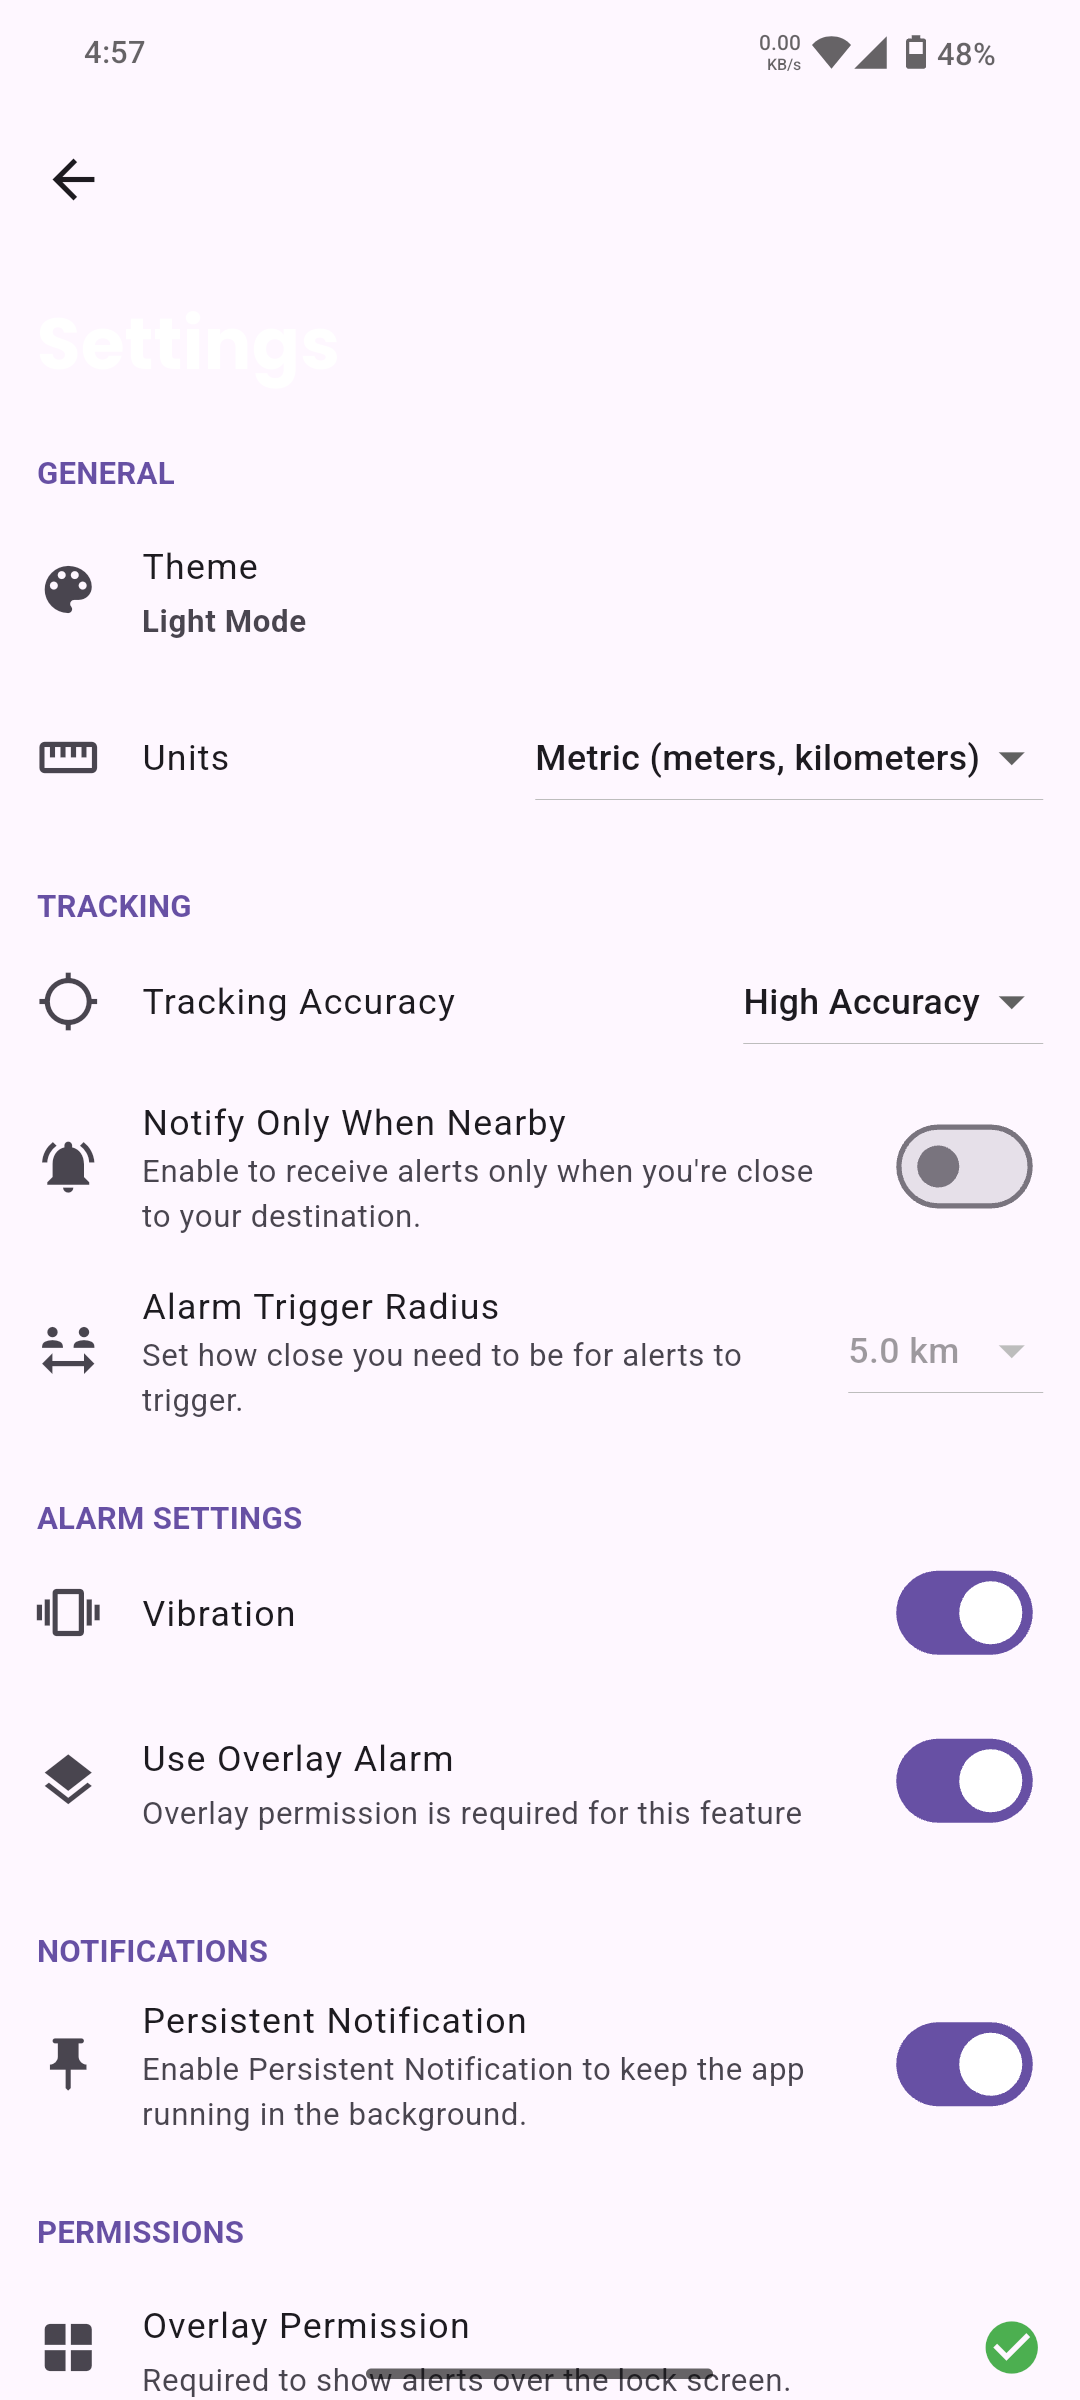 4:57
0.00
KB/s
48%
Settings
GENERAL
Theme
Light Mode
Units
Metric (meters, kilometers)
TRACKING
Tracking Accuracy
High Accuracy
Notify Only When Nearby
Enable to receive alerts only when you're close
to your destination.
Alarm Trigger Radius
Set how close you need to be for alerts to
trigger.
5.0 km
ALARM SETTINGS
Vibration
Use Overlay Alarm
Overlay permission is required for this feature
NOTIFICATIONS
Persistent Notification
Enable Persistent Notification to keep the app
running in the background.
PERMISSIONS
Overlay Permission
Required to show alerts over the lock screen.